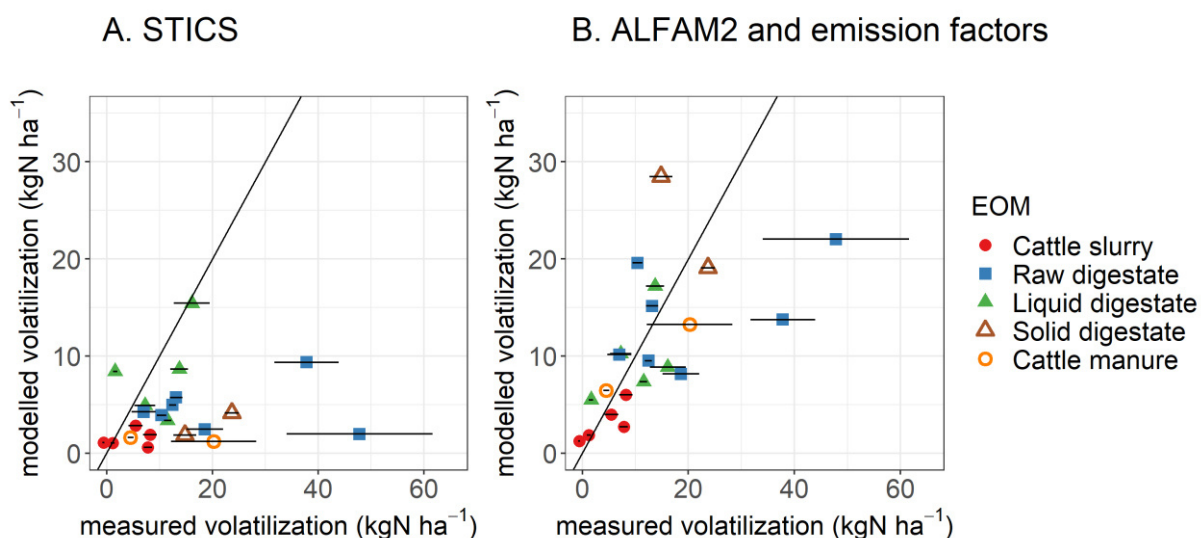 A. STICS
B. ALFAM2 and emission factors
modelled volatilization (kgN ha⁻¹)
30
20
10
0
0
20
40
60
measured volatilization (kgN ha⁻¹)
modelled volatilization (kgN ha⁻¹)
30
20
10
0
0
20
40
60
measured volatilization (kgN ha⁻¹)
EOM
Cattle slurry
Raw digestate
Liquid digestate
Solid digestate
Cattle manure